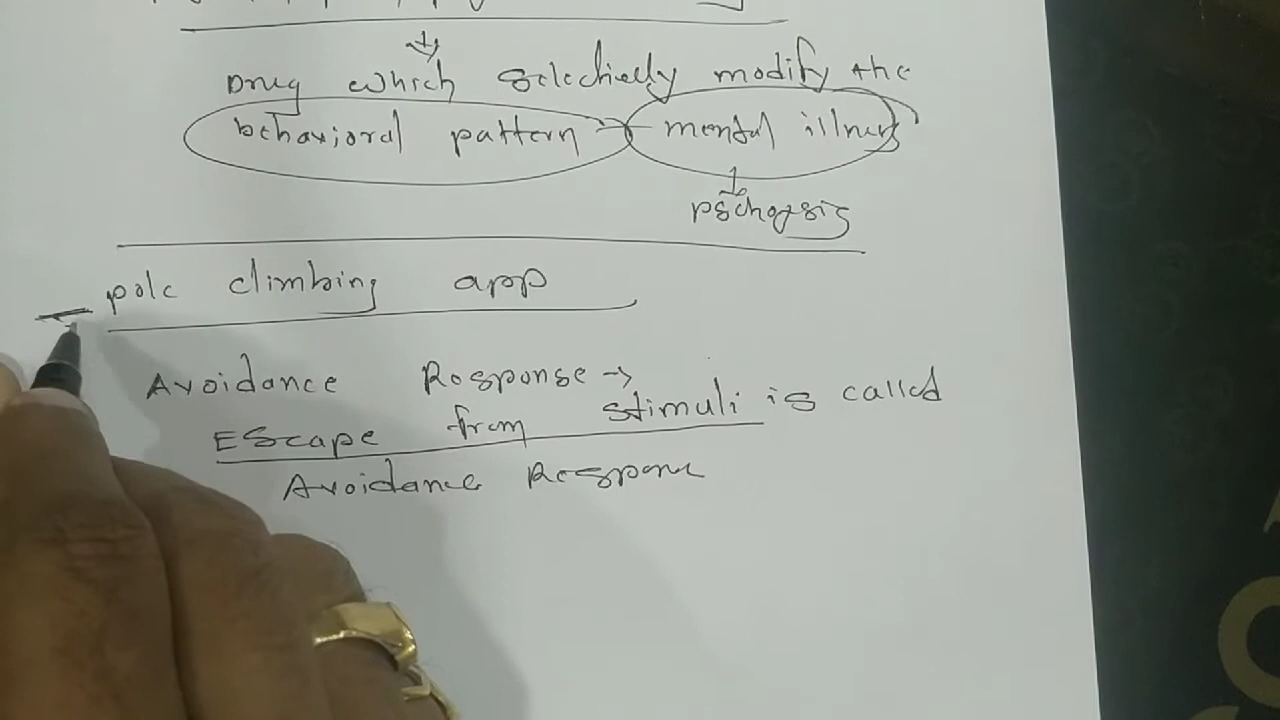 Drug which selectively modify the
behavioral pattern → mental illness
pschosis
pole climbing app
Avoidance Response →
Escape from stimuli is called
Avoidance Response